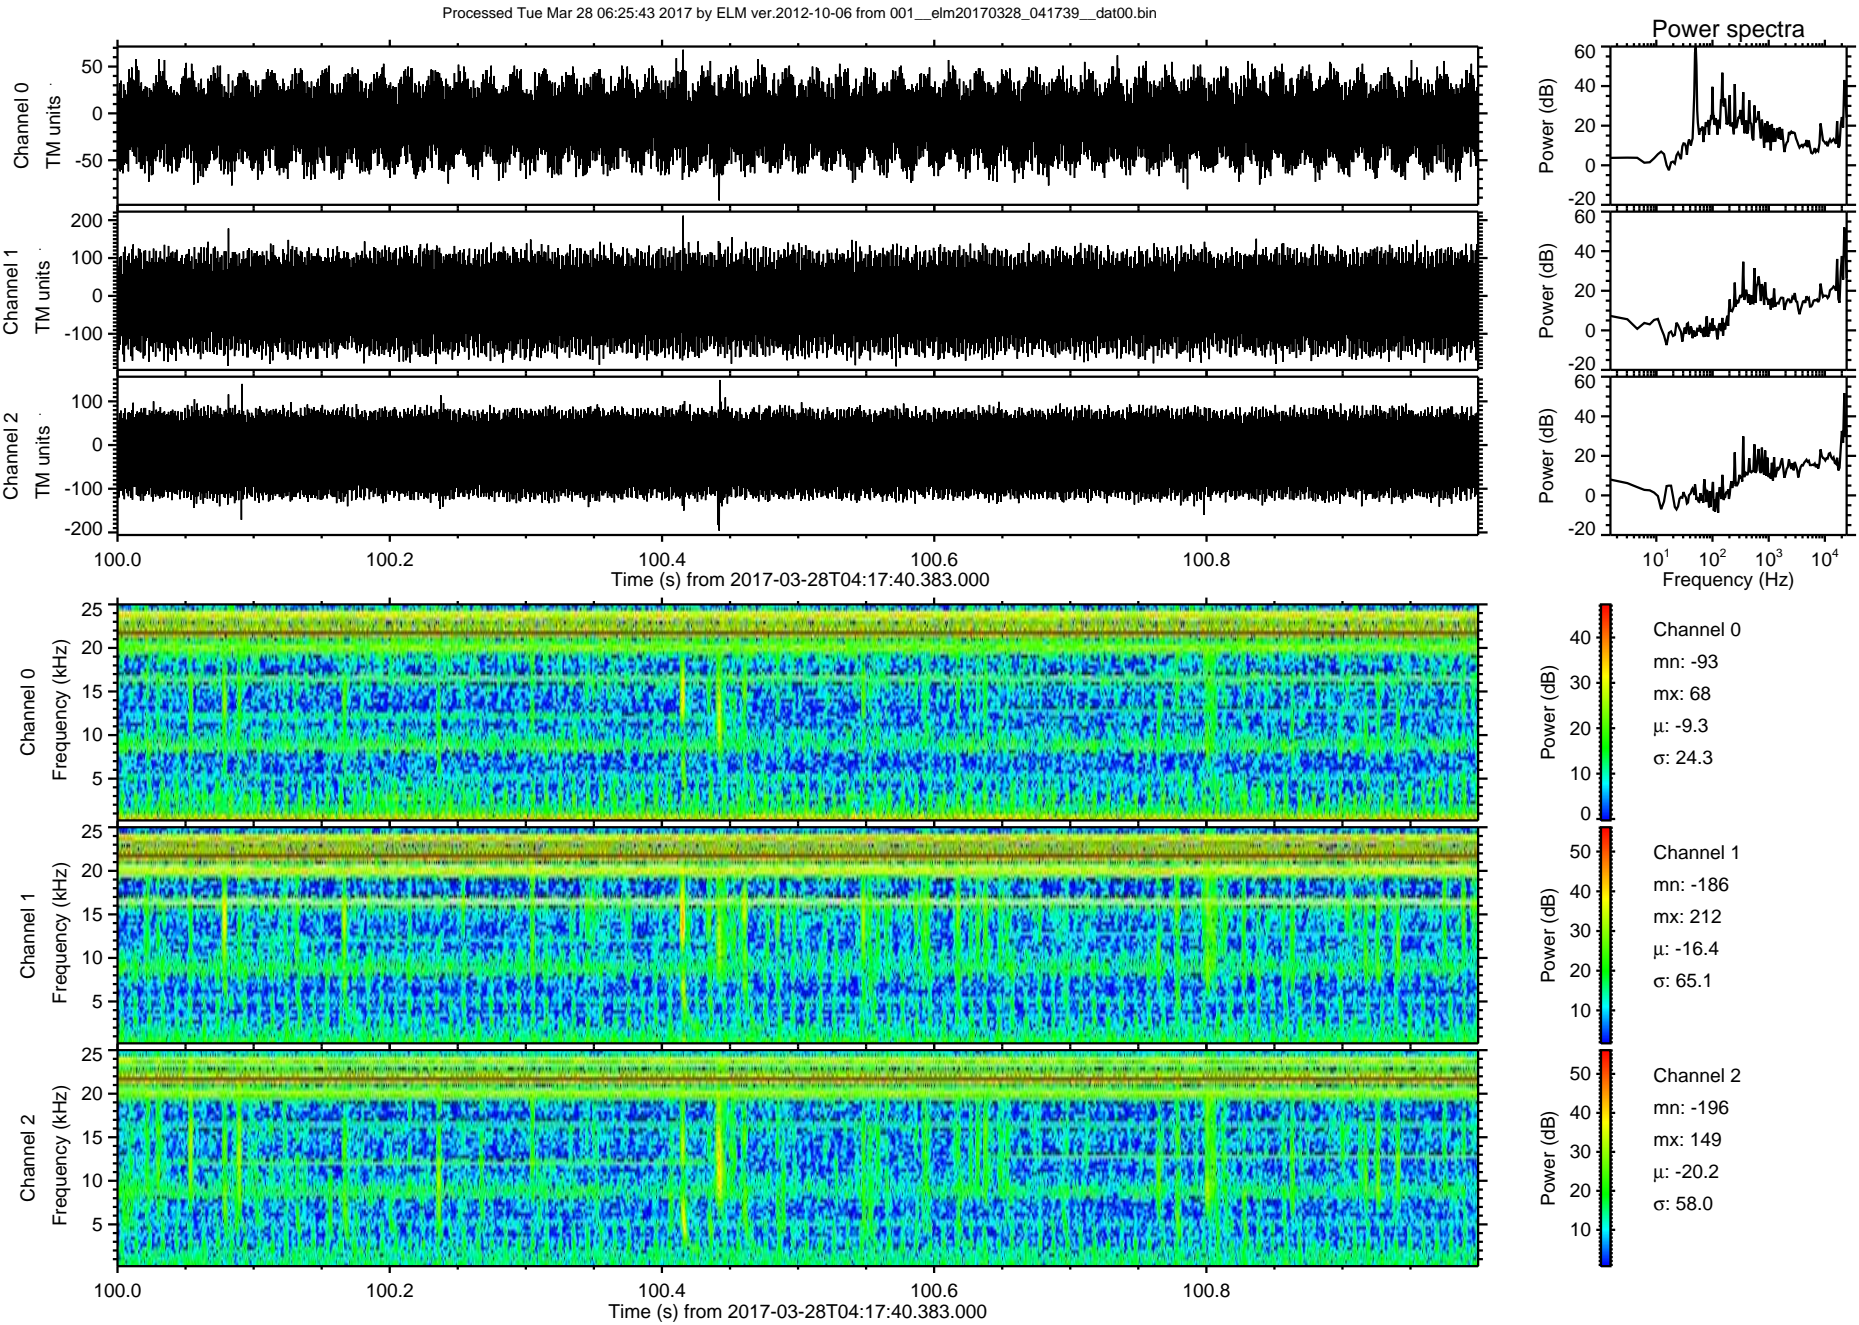 Processed Tue Mar 28 06:25:43 2017 by ELM ver.2012-10-06 from 001__elm20170328_041739__dat00.bin
Power spectra
Channel 0
TM units
50
0
-50
Power (dB)
60
40
20
0
-20
Channel 1
TM units
200
100
0
-100
Power (dB)
60
40
20
0
-20
Channel 2
TM units
100
0
-100
-200
Power (dB)
60
40
20
0
-20
100.0 100.2 100.4 100.6 100.8
Time (s) from 2017-03-28T04:17:40.383.000
10¹ 10² 10³ 10⁴
Frequency (Hz)
Channel 0
Frequency (kHz)
25
20
15
10
5
Power (dB)
40
30
20
10
0
Channel 0
mn: -93
mx: 68
μ: -9.3
σ: 24.3
Channel 1
Frequency (kHz)
25
20
15
10
5
Power (dB)
50
40
30
20
10
Channel 1
mn: -186
mx: 212
μ: -16.4
σ: 65.1
Channel 2
Frequency (kHz)
25
20
15
10
5
Power (dB)
50
40
30
20
10
Channel 2
mn: -196
mx: 149
μ: -20.2
σ: 58.0
100.0 100.2 100.4 100.6 100.8
Time (s) from 2017-03-28T04:17:40.383.000